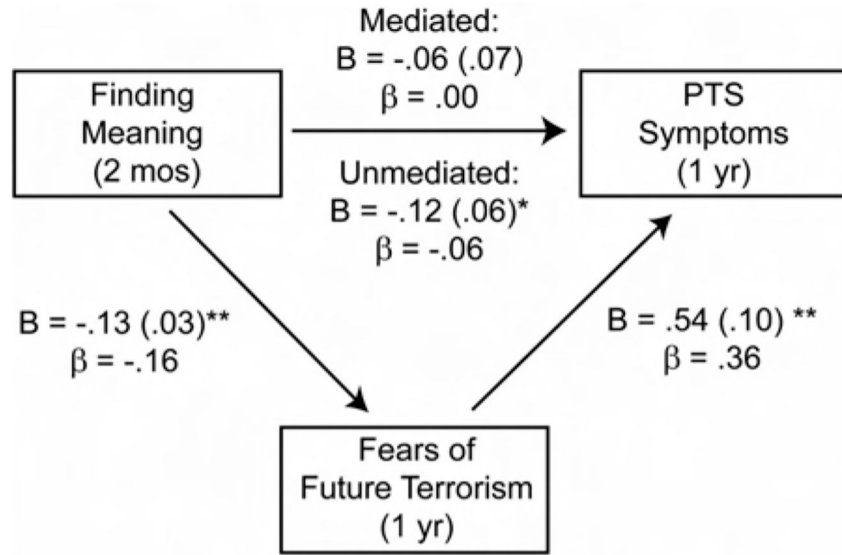 Mediated:
B = -.06 (.07)
β = .00
Finding
Meaning
(2 mos)
PTS
Symptoms
(1 yr)
Unmediated:
B = -.12 (.06)*
β = -.06
B = -.13 (.03)**
β = -.16
B = .54 (.10) **
β = .36
Fears of
Future Terrorism
(1 yr)